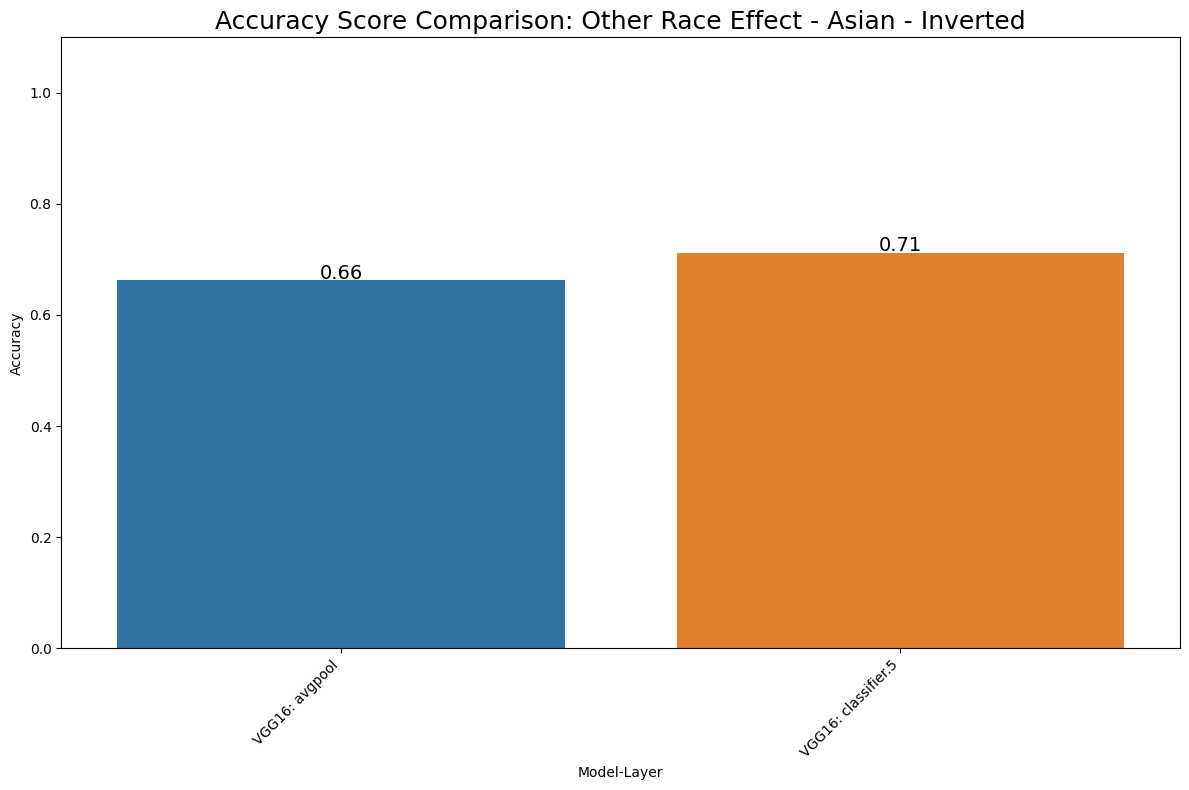 Accuracy Score Comparison: Other Race Effect - Asian - Inverted
1.0
0.8
0.6
0.4
0.2
0.0
Accuracy
0.66
0.71
VGG16: avgpool
VGG16: classifier.5
Model-Layer